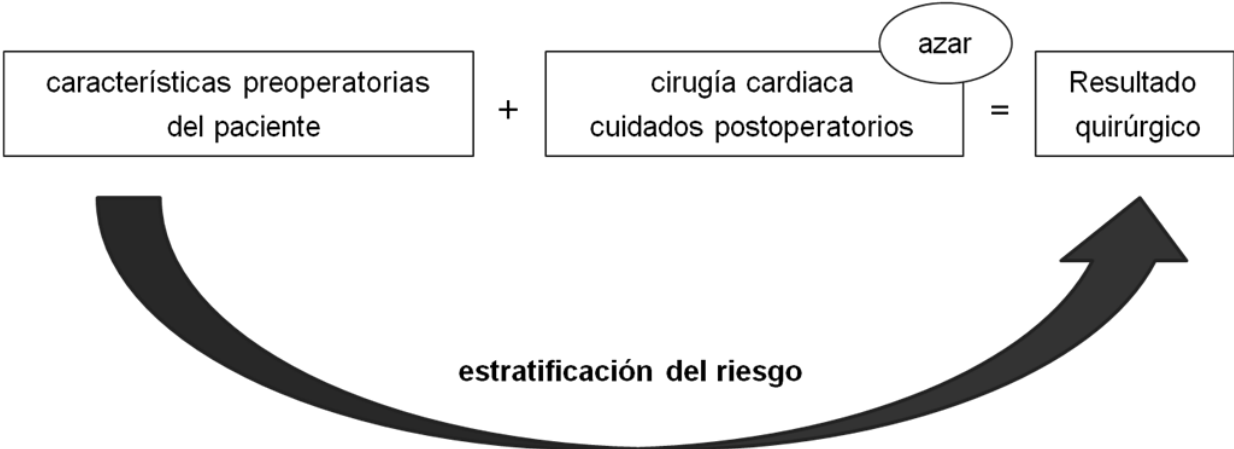 azar
características preoperatorias
del paciente
+
cirugía cardiaca
cuidados postoperatorios
=
Resultado
quirúrgico
estratificación del riesgo